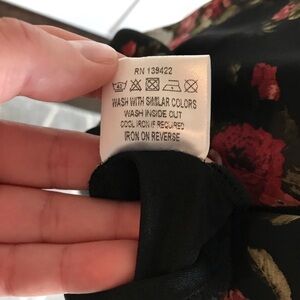 RN 139422
WASH WITH SIMILAR COLORS
WASH INSIDE OUT
COOL IRON IF REQUIRED
IRON ON REVERSE